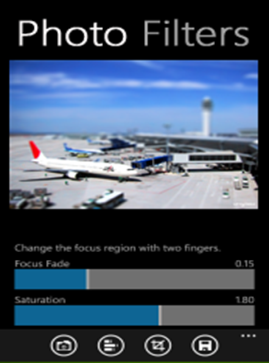 Photo Filters
Change the focus region with two fingers.
Focus Fade 0.15
Saturation 1.80